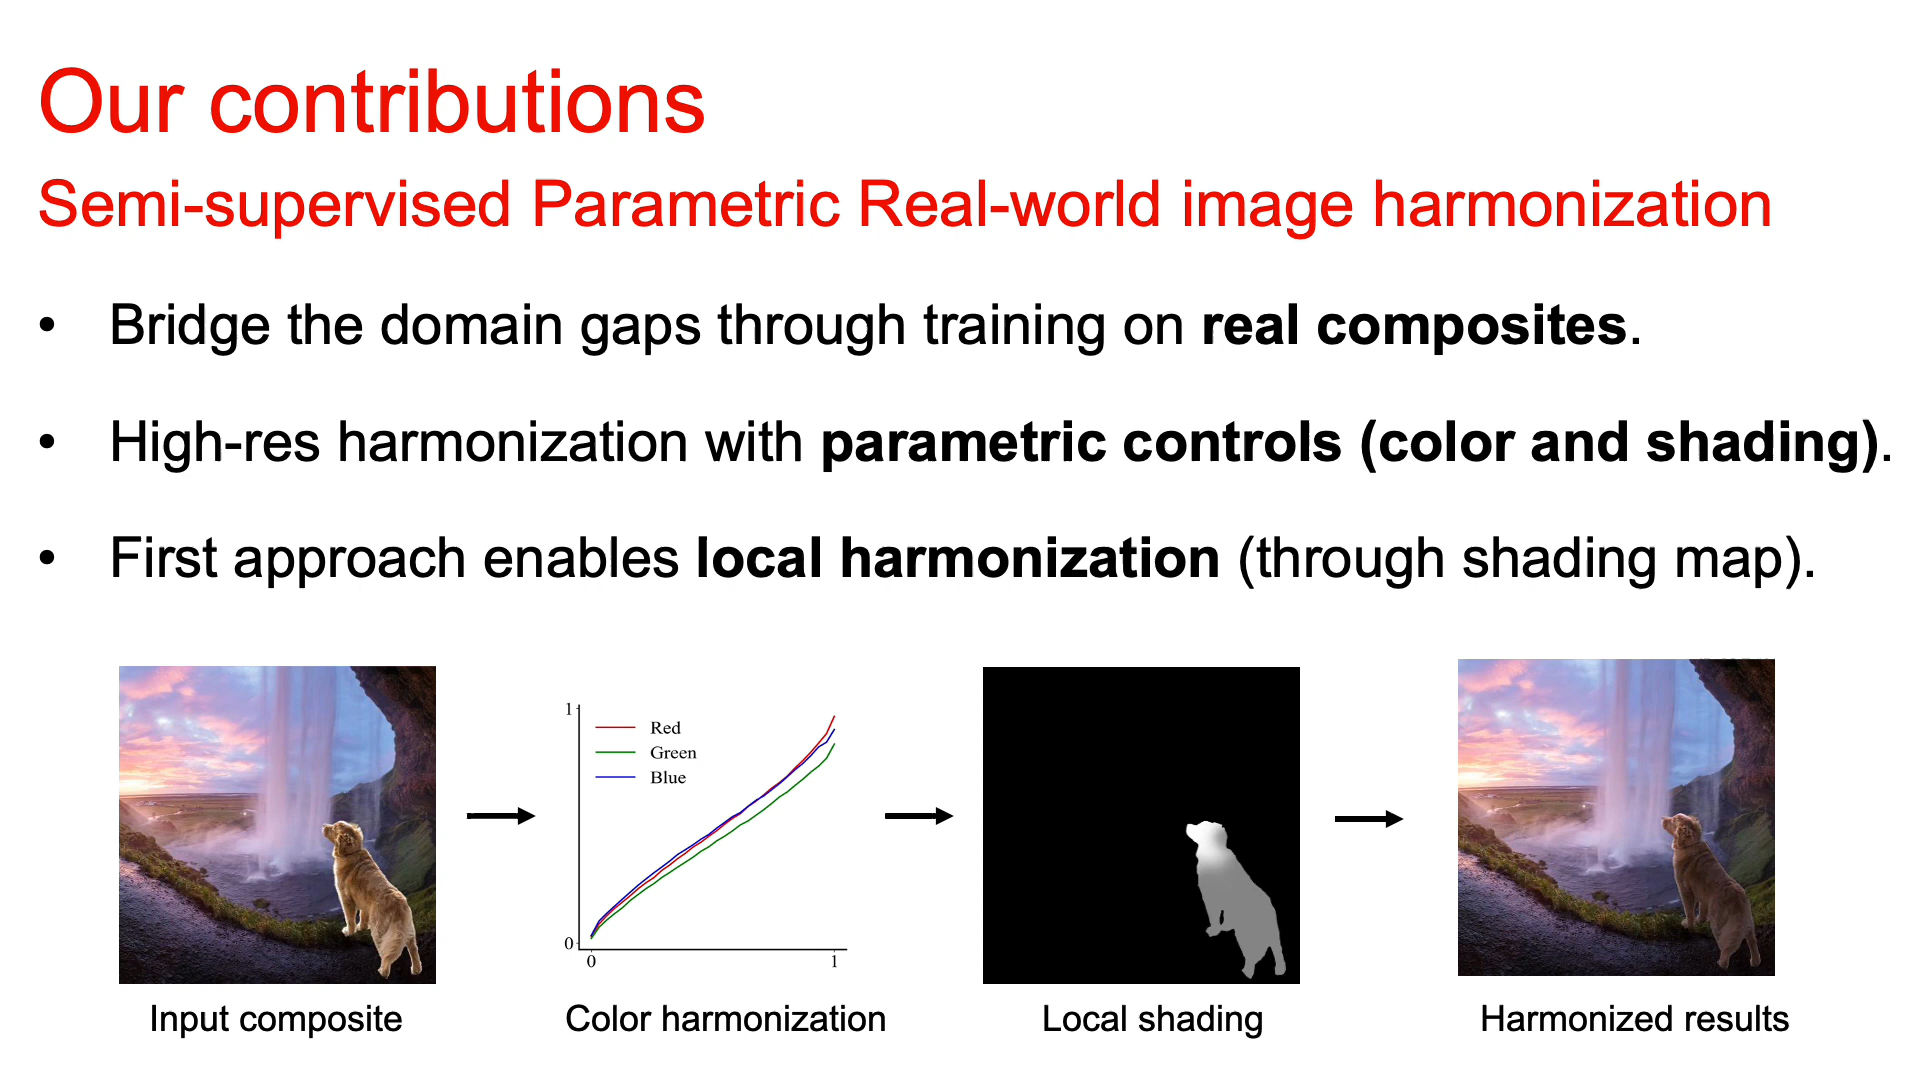 Our contributions
Semi-supervised Parametric Real-world image harmonization
• Bridge the domain gaps through training on real composites.
• High-res harmonization with parametric controls (color and shading).
• First approach enables local harmonization (through shading map).
1
Red
Green
Blue
0
0 1
Input composite
Color harmonization
Local shading
Harmonized results